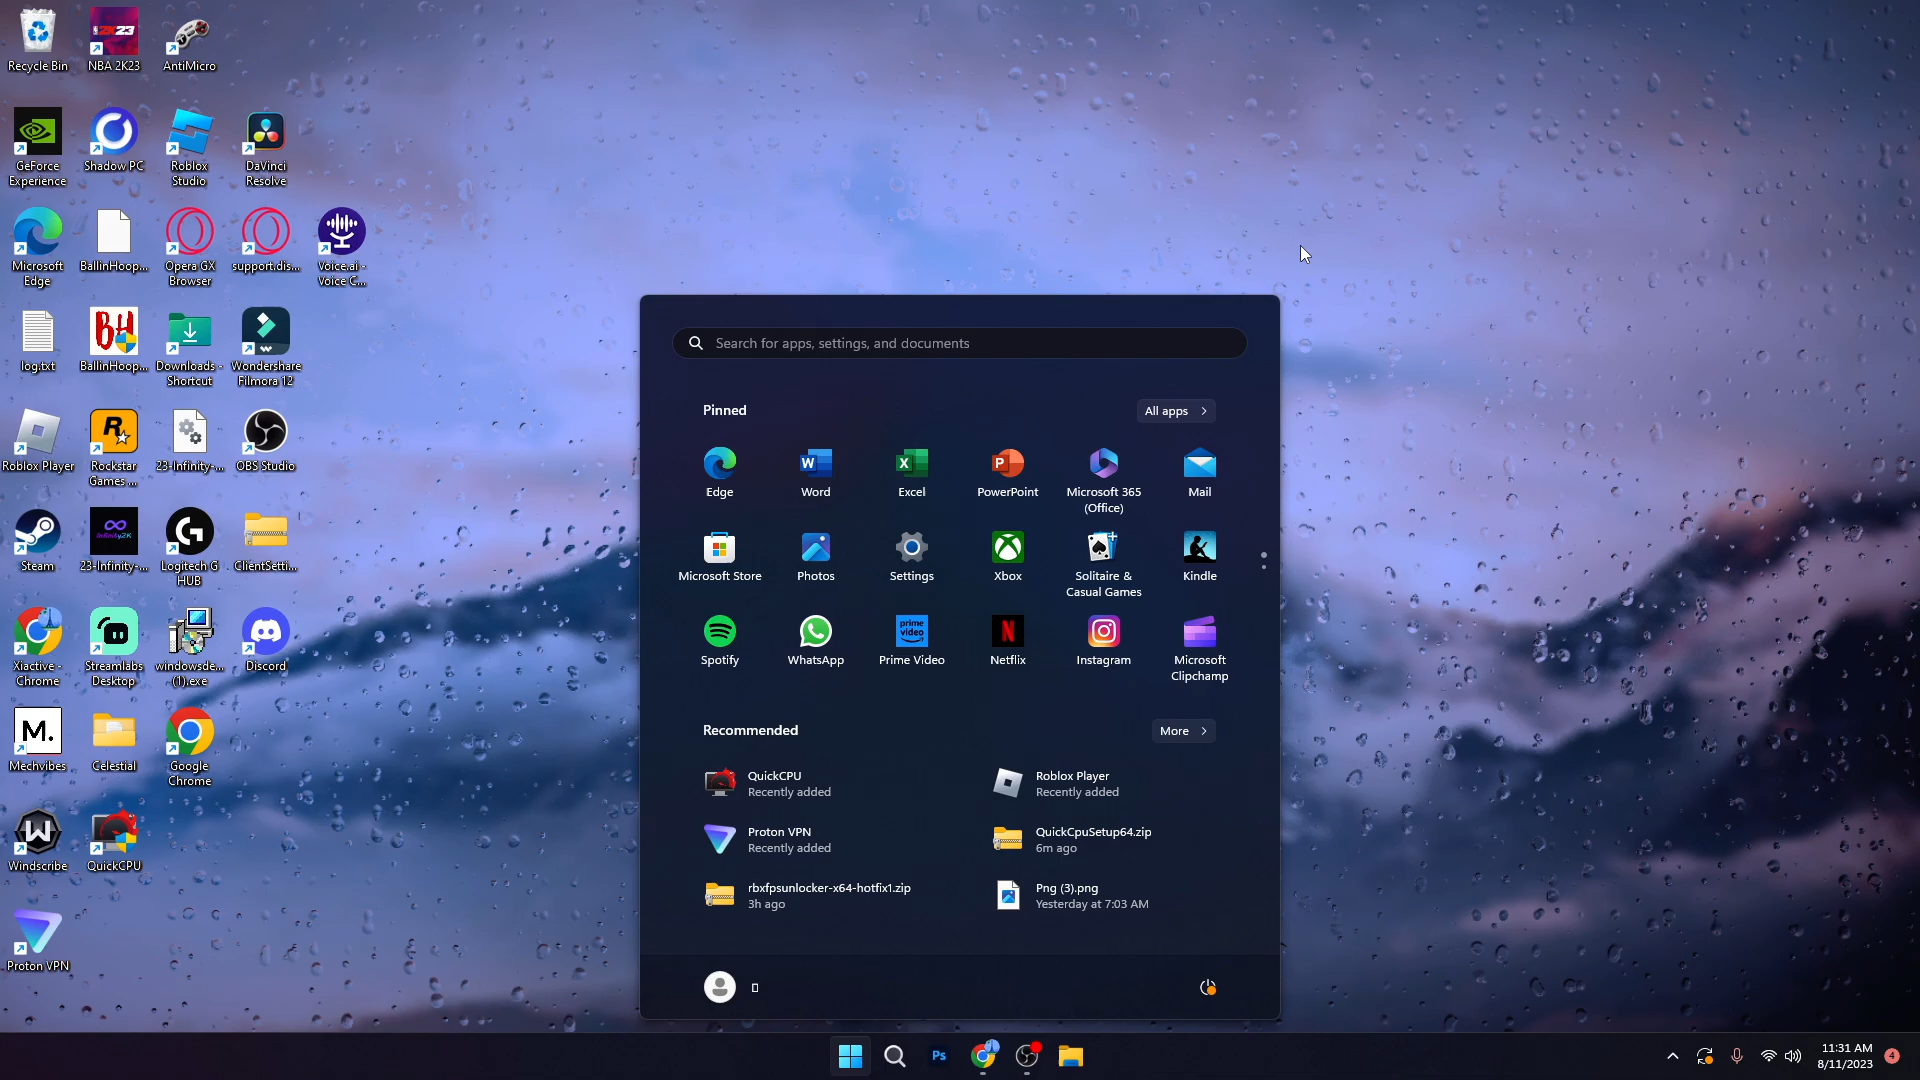 Recycle Bin
NBA 2K23
AntiMicro
GeForce
Experience
Shadow PC
Roblox
Studio
DaVinci
Resolve
Microsoft
Edge
BallinHoop...
Opera GX
Browser
support.dis...
Voice.ai -
Voice C...
log.txt
BallinHoop...
Downloads -
Shortcut
Wondershare
Filmora 12
Roblox Player
Rockstar
Games ...
23-Infinity-...
OBS Studio
Steam
23-Infinity-...
Logitech G
HUB
ClientSetti...
Xiactive -
Chrome
Streamlabs
Desktop
windowsde...
(1).exe
Discord
Mechvibes
Celestial
Google
Chrome
Windscribe
QuickCPU
Proton VPN
Search for apps, settings, and documents
Pinned
All apps
Edge
Word
Excel
PowerPoint
Microsoft 365
(Office)
Mail
Microsoft Store
Photos
Settings
Xbox
Solitaire &
Casual Games
Kindle
Spotify
WhatsApp
prime
video
Prime Video
Netflix
Instagram
Microsoft
Clipchamp
Recommended
More
QuickCPU
Recently added
Roblox Player
Recently added
Proton VPN
Recently added
QuickCpuSetup64.zip
6m ago
rbxfpsunlocker-x64-hotfix1.zip
3h ago
Png (3).png
Yesterday at 7:03 AM
Ps
11:31 AM
8/11/2023
4